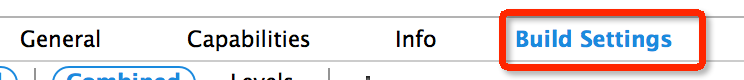 General Capabilities Info Build Settings
Combined Levels